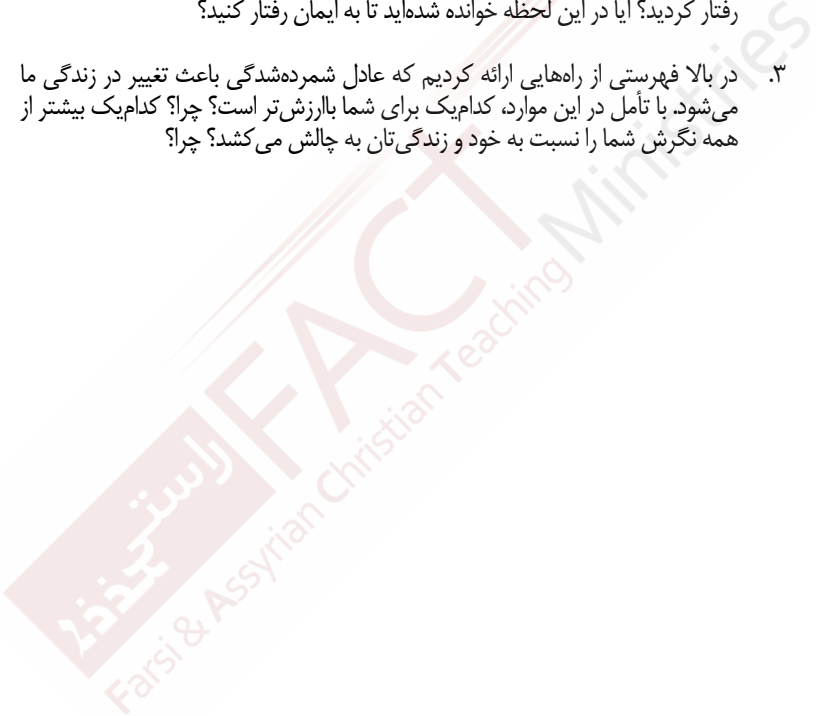 رفتار کردید؟ آیا در این لحظه خوانده شده‌اید تا به ایمان رفتار کنید؟
۳. در بالا فهرستی از راه‌هایی ارائه کردیم که عادل شمرده‌شدگی باعث تغییر در زندگی ما
می‌شود. با تأمل در این موارد، کدام‌یک برای شما باارزش‌تر است؟ چرا؟ کدام‌یک بیشتر از
همه نگرش شما را نسبت به خود و زندگی‌تان به چالش می‌کشد؟ چرا؟
FACT
راستی
Farsi & Assyrian Christian Teaching Ministries